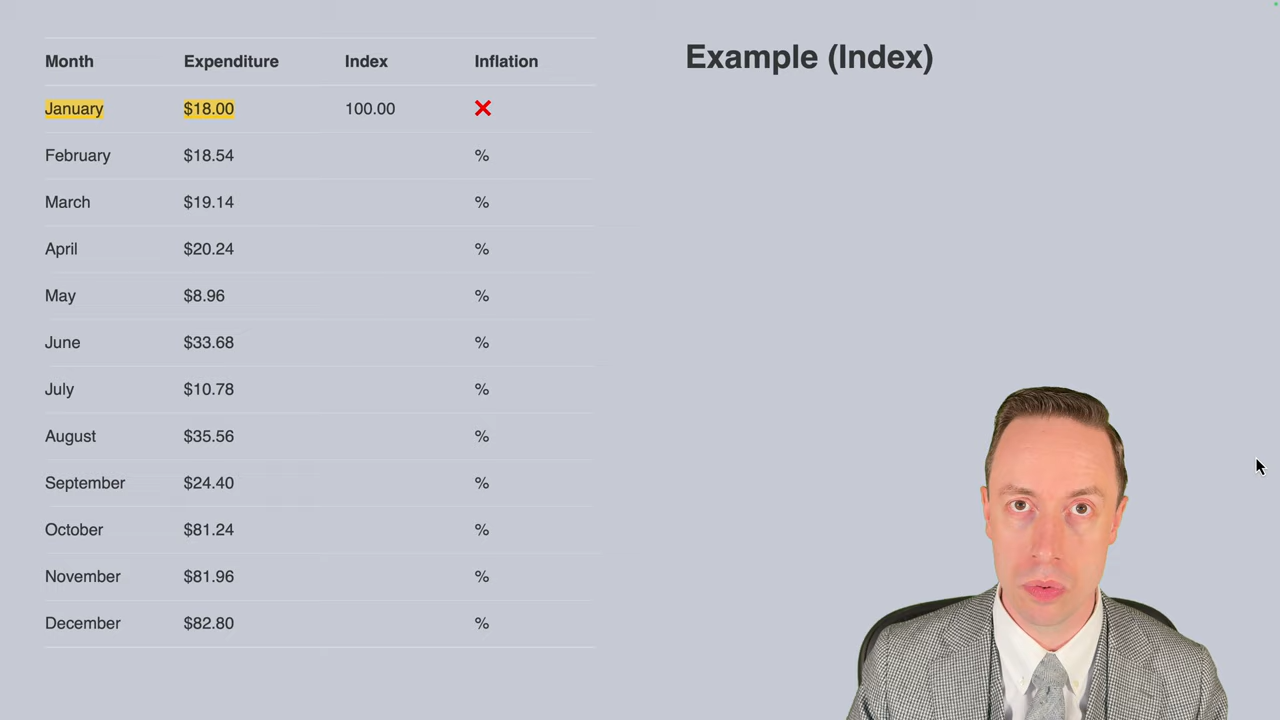 Example (Index)
Month Expenditure Index Inflation
January $18.00 100.00 ❌
February $18.54 %
March $19.14 %
April $20.24 %
May $8.96 %
June $33.68 %
July $10.78 %
August $35.56 %
September $24.40 %
October $81.24 %
November $81.96 %
December $82.80 %